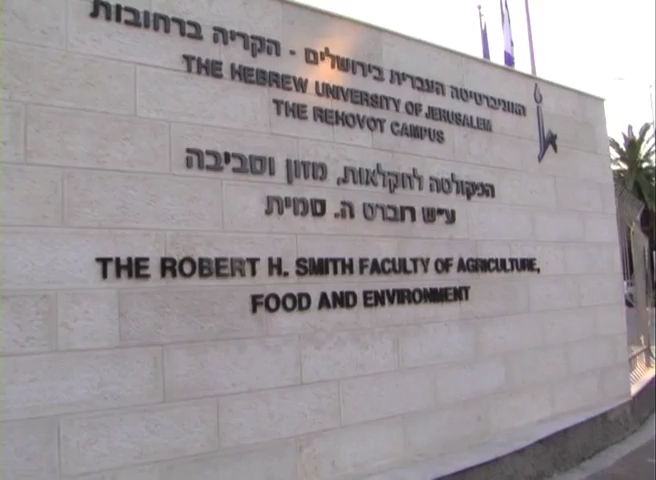 האוניברסיטה העברית בירושלים - הקריה ברחובות
THE HEBREW UNIVERSITY OF JERUSALEM
THE REHOVOT CAMPUS
הפקולטה לחקלאות, מזון וסביבה
ע״ש רוברט ה. סמית
THE ROBERT H. SMITH FACULTY OF AGRICULTURE,
FOOD AND ENVIRONMENT